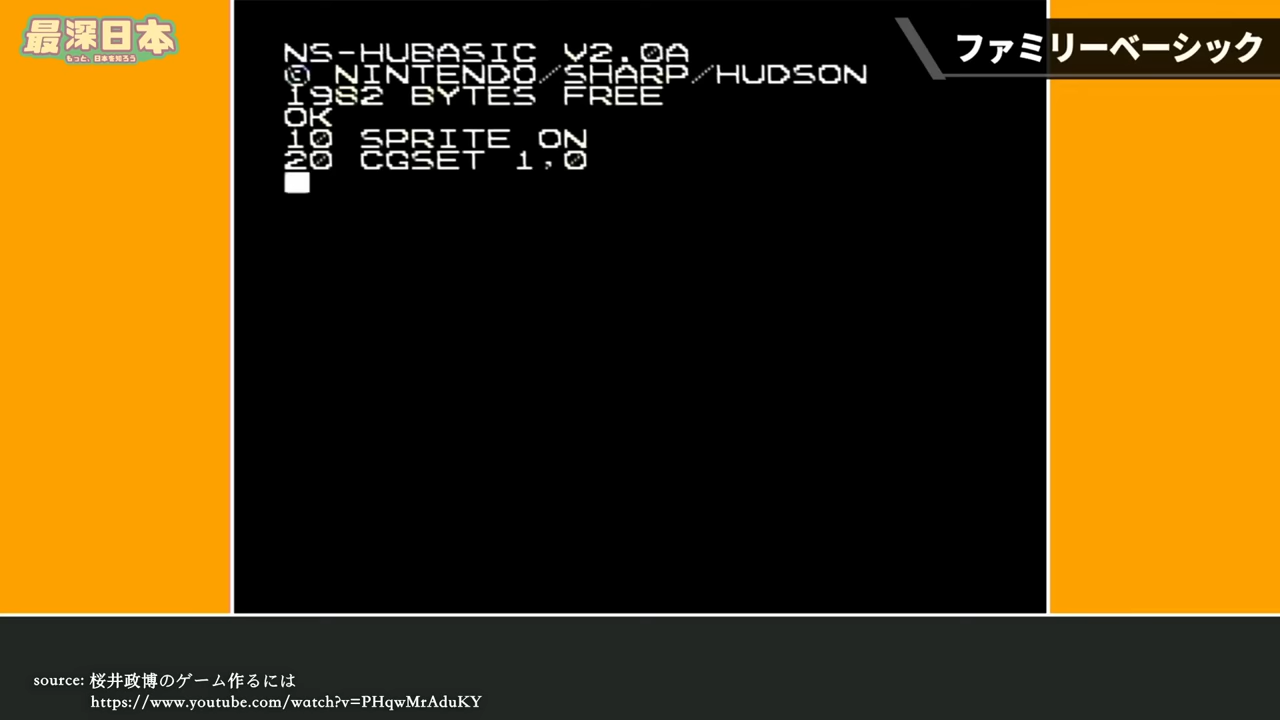 最深日本
もっと、日本を知ろう
ファミリーベーシック
NS-HUBASIC V2.0A
© NINTENDO/SHARP/HUDSON
1982 BYTES FREE
OK
10 SPRITE ON
20 CGSET 1,0
source: 桜井政博のゲーム作るには
https://www.youtube.com/watch?v=PHqwMrAduKY